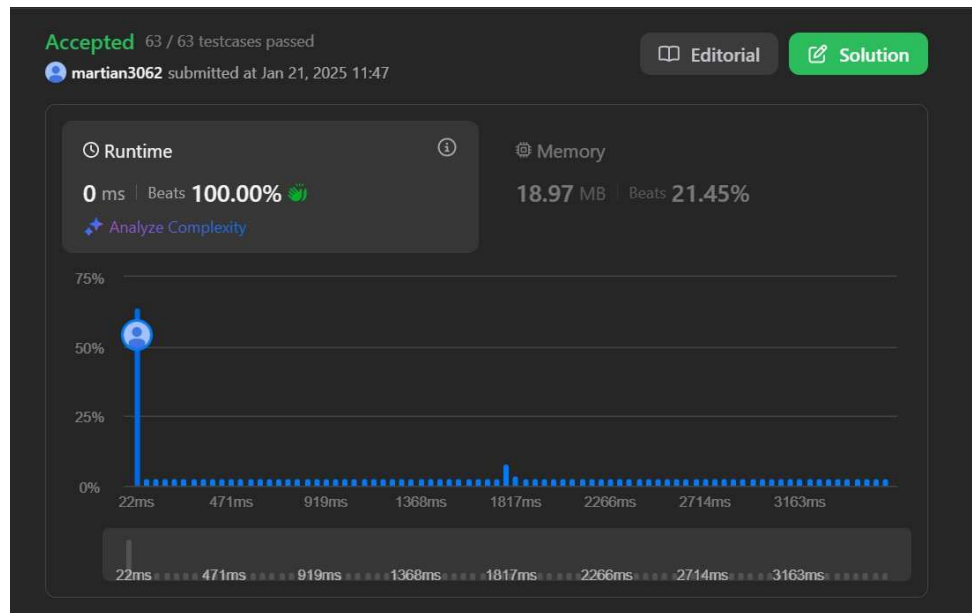 Accepted 63 / 63 testcases passed
Editorial
Solution
martian3062 submitted at Jan 21, 2025 11:47
Runtime
0 ms | Beats 100.00%
Analyze Complexity
Memory
18.97 MB | Beats 21.45%
75%
50%
25%
0%
22ms 471ms 919ms 1368ms 1817ms 2266ms 2714ms 3163ms
22ms 471ms 919ms 1368ms 1817ms 2266ms 2714ms 3163ms